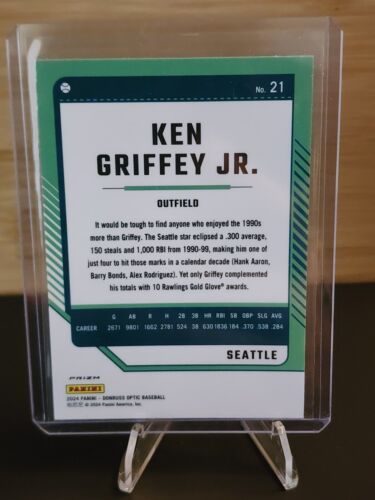 No. 21
KEN
GRIFFEY JR.
OUTFIELD
It would be tough to find anyone who enjoyed the 1990s
more than Griffey. The Seattle star eclipsed a .300 average,
150 steals and 1,000 RBI from 1990-99, making him one of
just four to hit those marks in a calendar decade (Hank Aaron,
Barry Bonds, Alex Rodriguez). Yet only Griffey complemented
his totals with 10 Rawlings Gold Glove® awards.
G AB R H 2B 3B HR RBI SB OBP SLG AVG
CAREER 2671 9801 1662 2781 524 38 630 1836 184 .370 .538 .284
SEATTLE
PRIZM
PANINI
2024 PANINI - DONRUSS OPTIC BASEBALL
© 2024 Panini America, Inc.